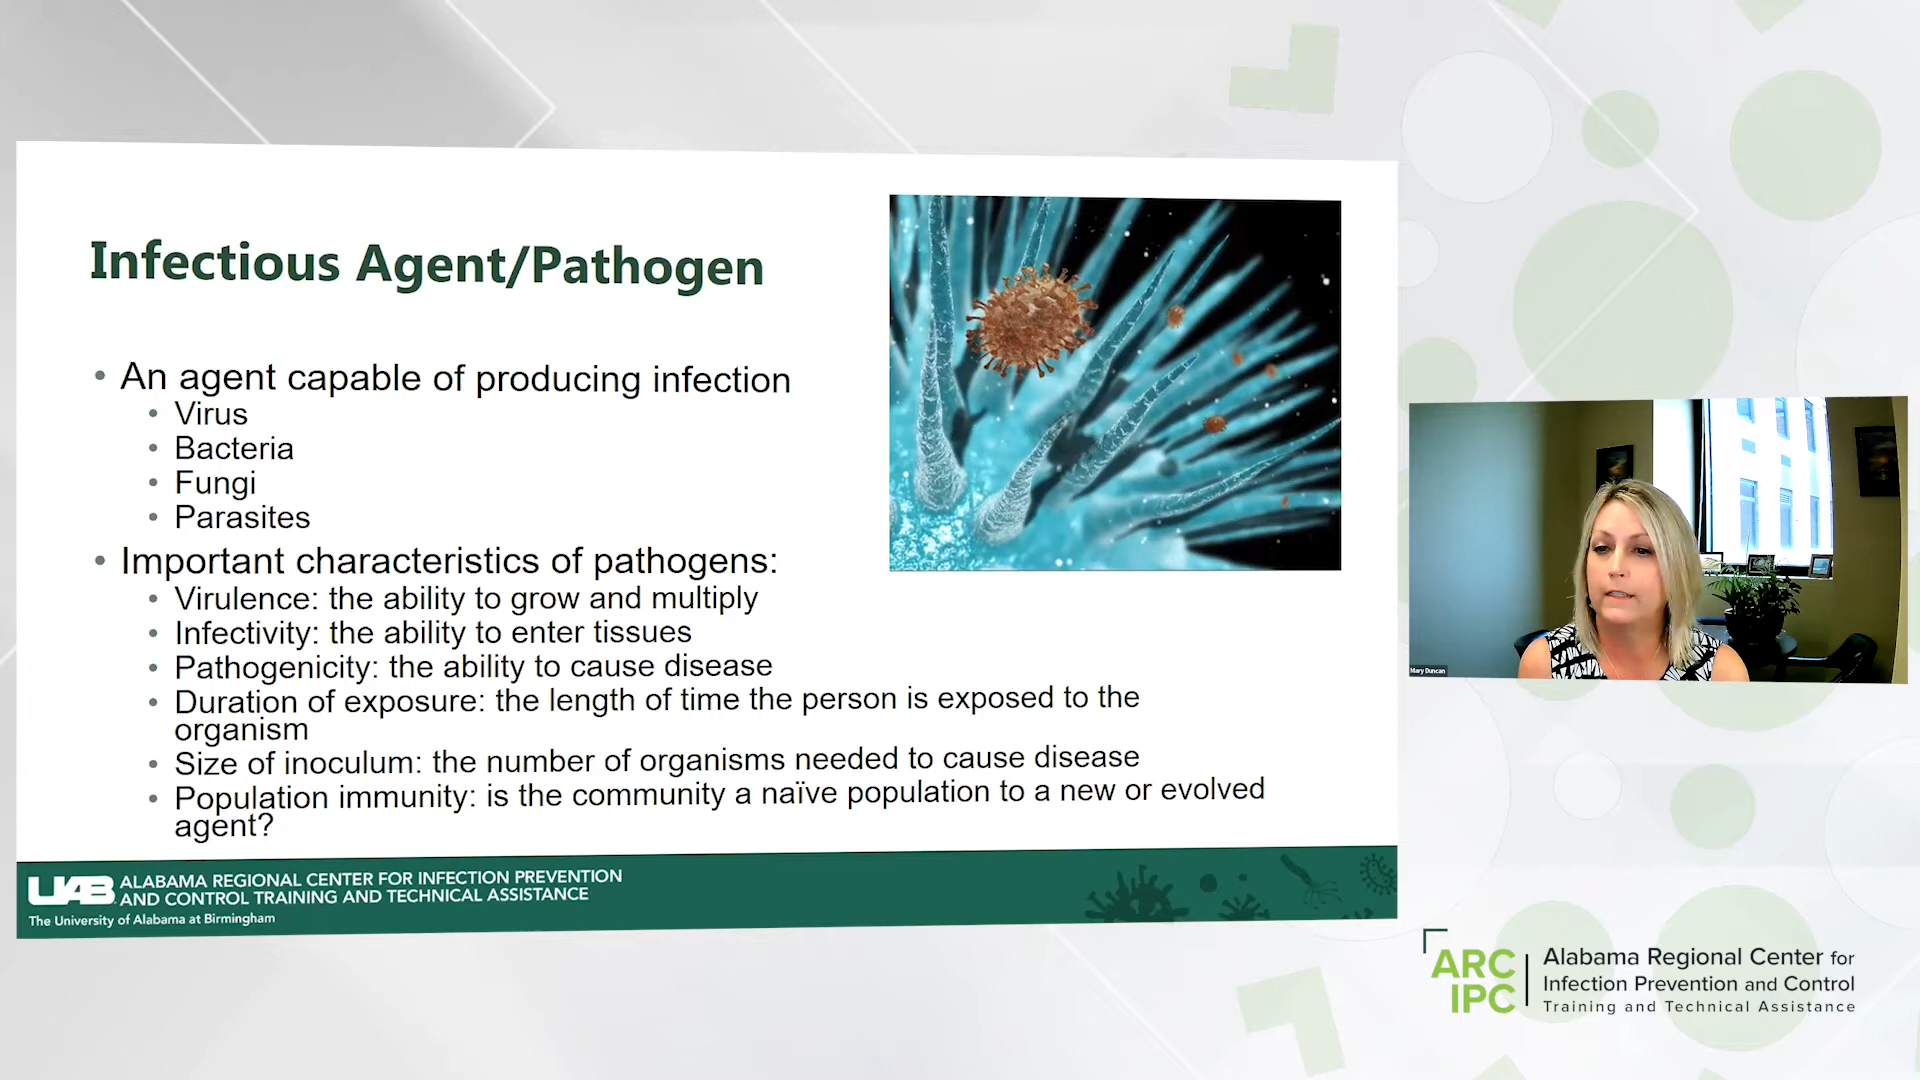 Infectious Agent/Pathogen
• An agent capable of producing infection
• Virus
• Bacteria
• Fungi
• Parasites
• Important characteristics of pathogens:
• Virulence: the ability to grow and multiply
• Infectivity: the ability to enter tissues
• Pathogenicity: the ability to cause disease
• Duration of exposure: the length of time the person is exposed to the
organism
• Size of inoculum: the number of organisms needed to cause disease
• Population immunity: is the community a naïve population to a new or evolved
agent?
UAB ALABAMA REGIONAL CENTER FOR INFECTION PREVENTION
AND CONTROL TRAINING AND TECHNICAL ASSISTANCE
The University of Alabama at Birmingham
Mary Duncan
ARC
IPC
Alabama Regional Center for
Infection Prevention and Control
Training and Technical Assistance